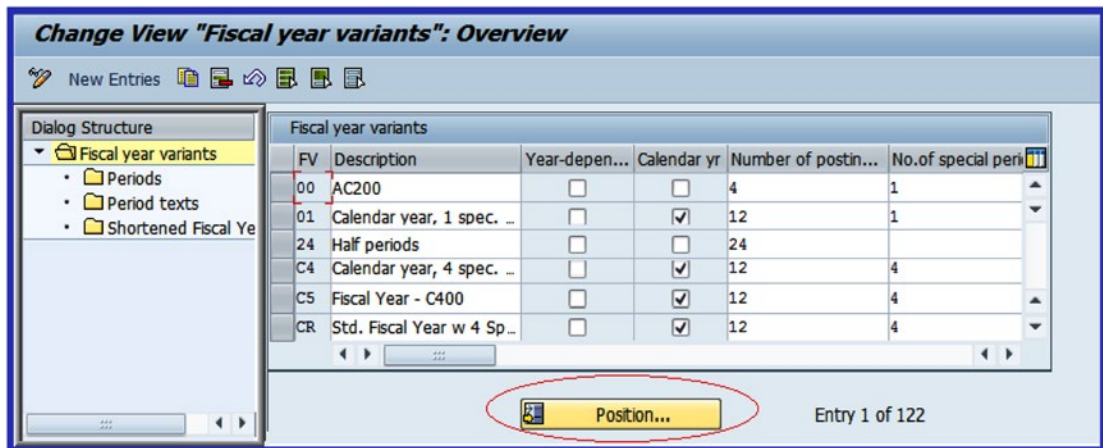 Change View "Fiscal year variants": Overview
New Entries
Dialog Structure
Fiscal year variants
Periods
Period texts
Shortened Fiscal Ye
Fiscal year variants
FV Description Year-depen... Calendar yr Number of postin... No.of special peri
00 AC200 4 1
01 Calendar year, 1 spec. ... 12 1
24 Half periods 24
C4 Calendar year, 4 spec. ... 12 4
C5 Fiscal Year - C400 12 4
CR Std. Fiscal Year w 4 Sp... 12 4
Position... Entry 1 of 122